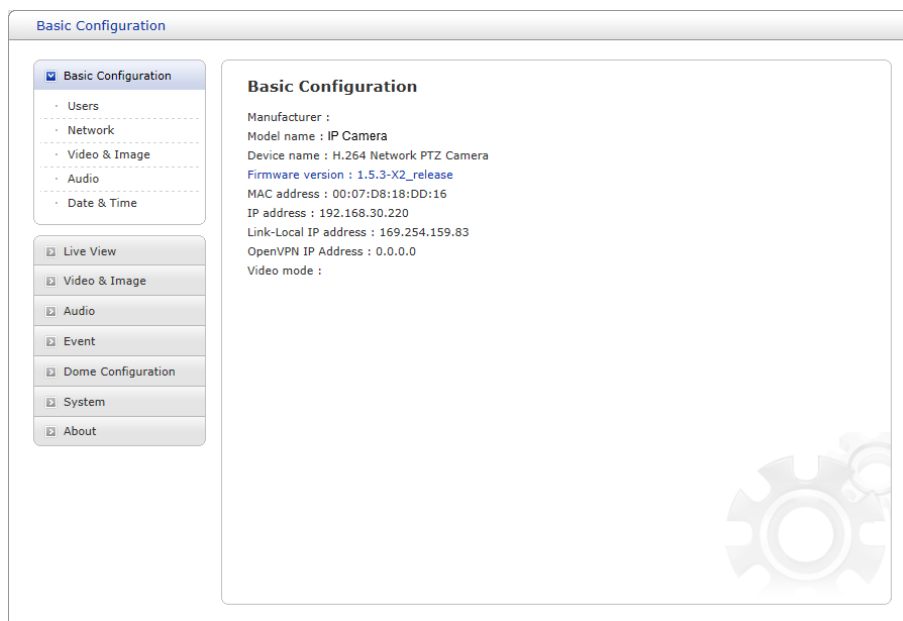 Basic Configuration
Basic Configuration
Users
Network
Video & Image
Audio
Date & Time
Live View
Video & Image
Audio
Event
Dome Configuration
System
About
Basic Configuration
Manufacturer :
Model name : IP Camera
Device name : H.264 Network PTZ Camera
Firmware version : 1.5.3-X2_release
MAC address : 00:07:D8:18:DD:16
IP address : 192.168.30.220
Link-Local IP address : 169.254.159.83
OpenVPN IP Address : 0.0.0.0
Video mode :